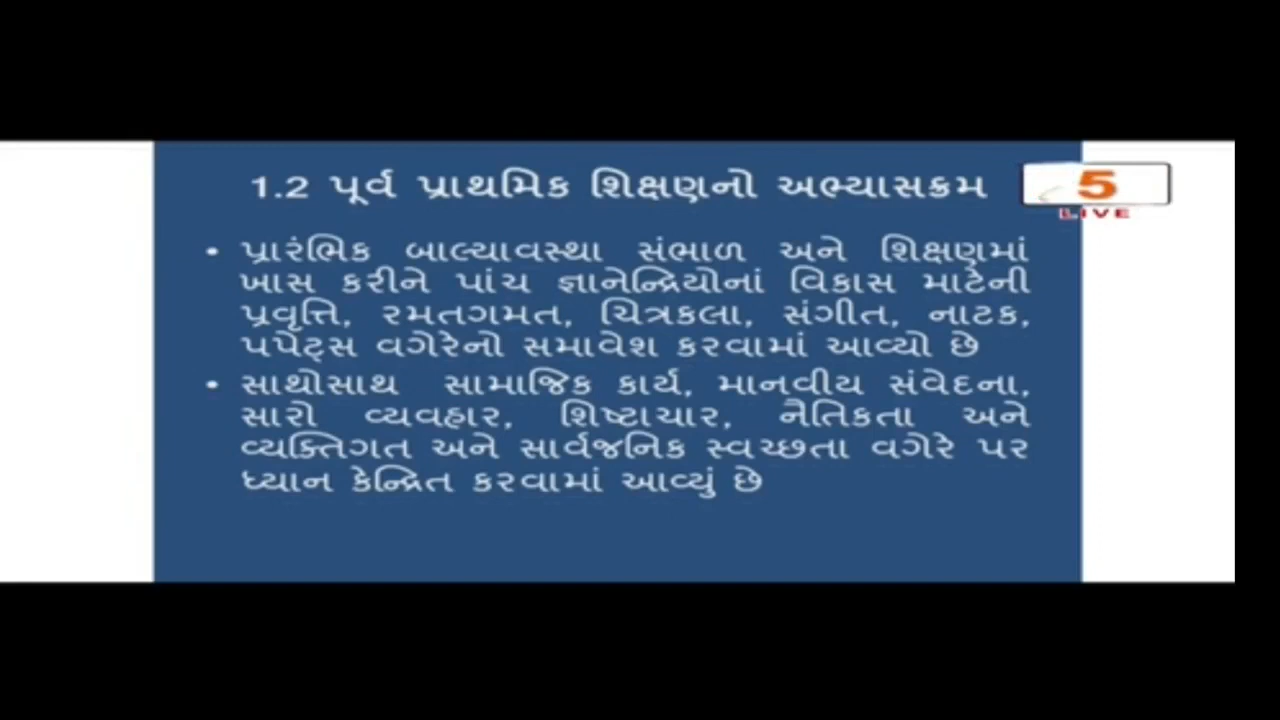 1.2 પૂર્વ પ્રાથમિક શિક્ષણનો અભ્યાસક્રમ
5
LIVE
• પ્રારંભિક બાલ્યાવસ્થા સંભાળ અને શિક્ષણમાં
ખાસ કરીને પાંચ જ્ઞાનેન્દ્રિયોનાં વિકાસ માટેની
પ્રવૃત્તિ, રમતગમત, ચિત્રકલા, સંગીત, નાટક,
પપેટ્સ વગેરેનો સમાવેશ કરવામાં આવ્યો છે
• સાથોસાથ સામાજિક કાર્ય, માનવીય સંવેદના,
સારો વ્યવહાર, શિષ્ટાચાર, નૈતિકતા અને
વ્યક્તિગત અને સાર્વજનિક સ્વચ્છતા વગેરે પર
ધ્યાન કેન્દ્રિત કરવામાં આવ્યું છે